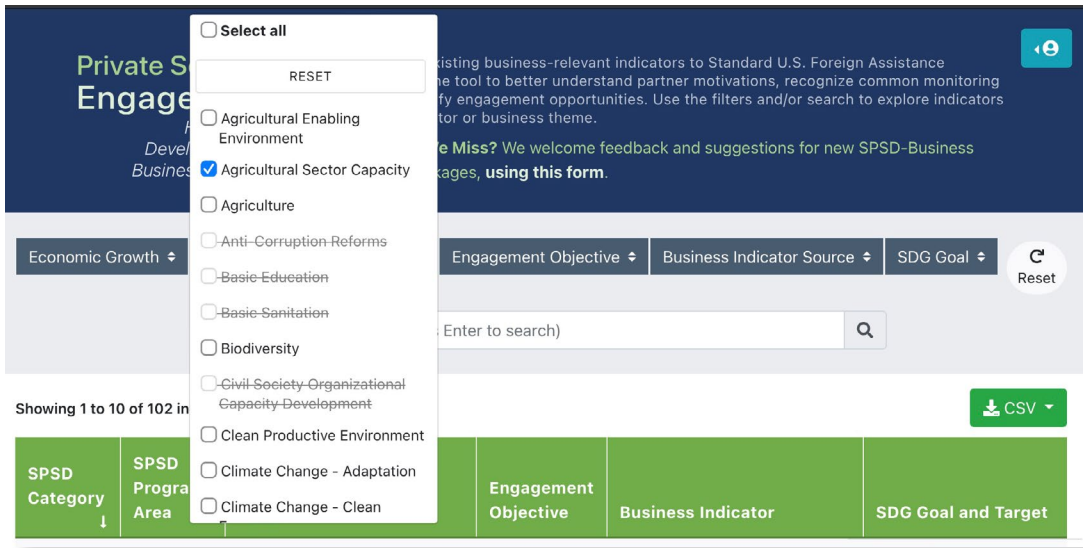 Select all
RESET
Agricultural Enabling
Environment
Agricultural Sector Capacity
Agriculture
Anti-Corruption Reforms
Basic Education
Basic Sanitation
Biodiversity
Civil Society Organizational
Capacity Development
Clean Productive Environment
Climate Change - Adaptation
Climate Change - Clean
Private S
Engage
Devel
Busines
isting business-relevant indicators to Standard U.S. Foreign Assistance
e tool to better understand partner motivations, recognize common monitoring
fy engagement opportunities. Use the filters and/or search to explore indicators
tor or business theme.
e Miss? We welcome feedback and suggestions for new SPSD-Business
kages, using this form.
Economic Growth
Engagement Objective
Business Indicator Source
SDG Goal
Reset
Enter to search)
Showing 1 to 10 of 102 in
CSV
SPSD
Category
SPSD
Progra
Area
Engagement
Objective
Business Indicator
SDG Goal and Target